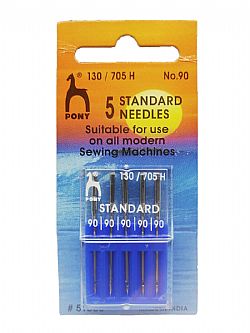 130 / 705 H No.90
PONY
5 STANDARD
NEEDLES
Suitable for use
on all modern
Sewing Machines
130 / 705 H
STANDARD
90 90 90 90 90
IN INDIA